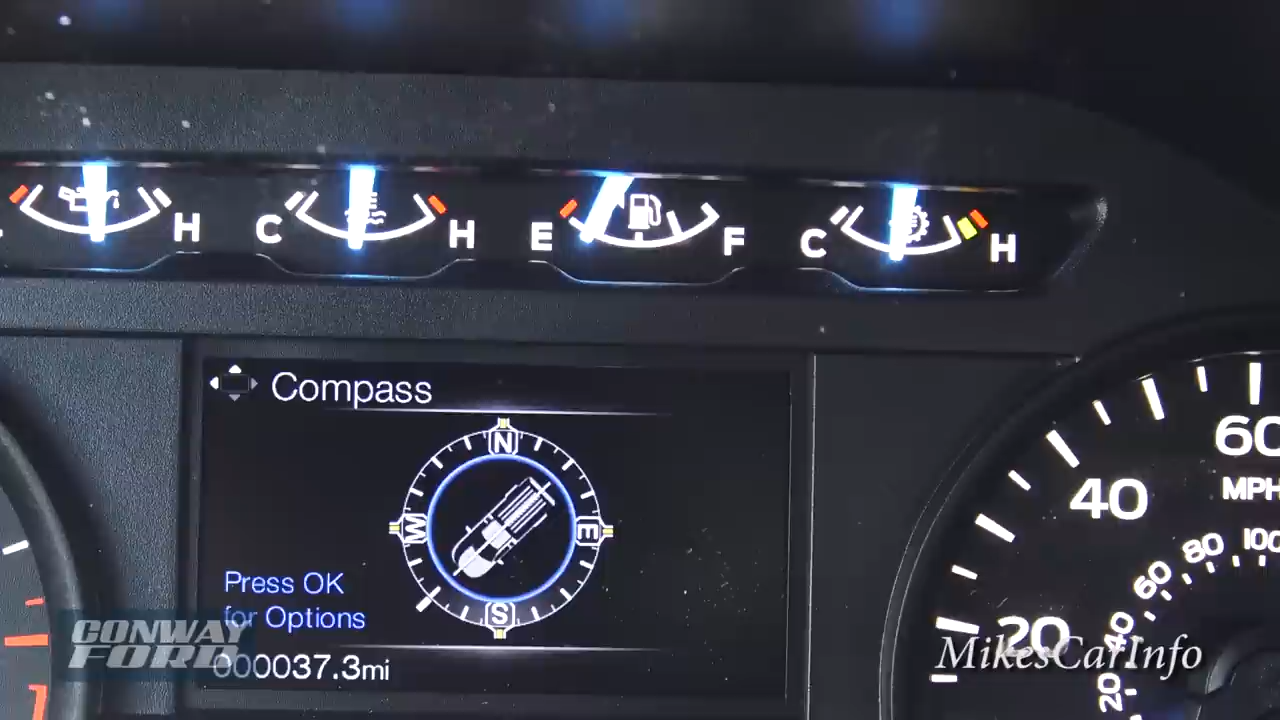 H
C H
E F
C H
Compass
N
W E
S
Press OK
for Options
000037.3mi
60
MPH
40
20
100
80
60
40
20
CONWAY
FORD
MikesCarInfo